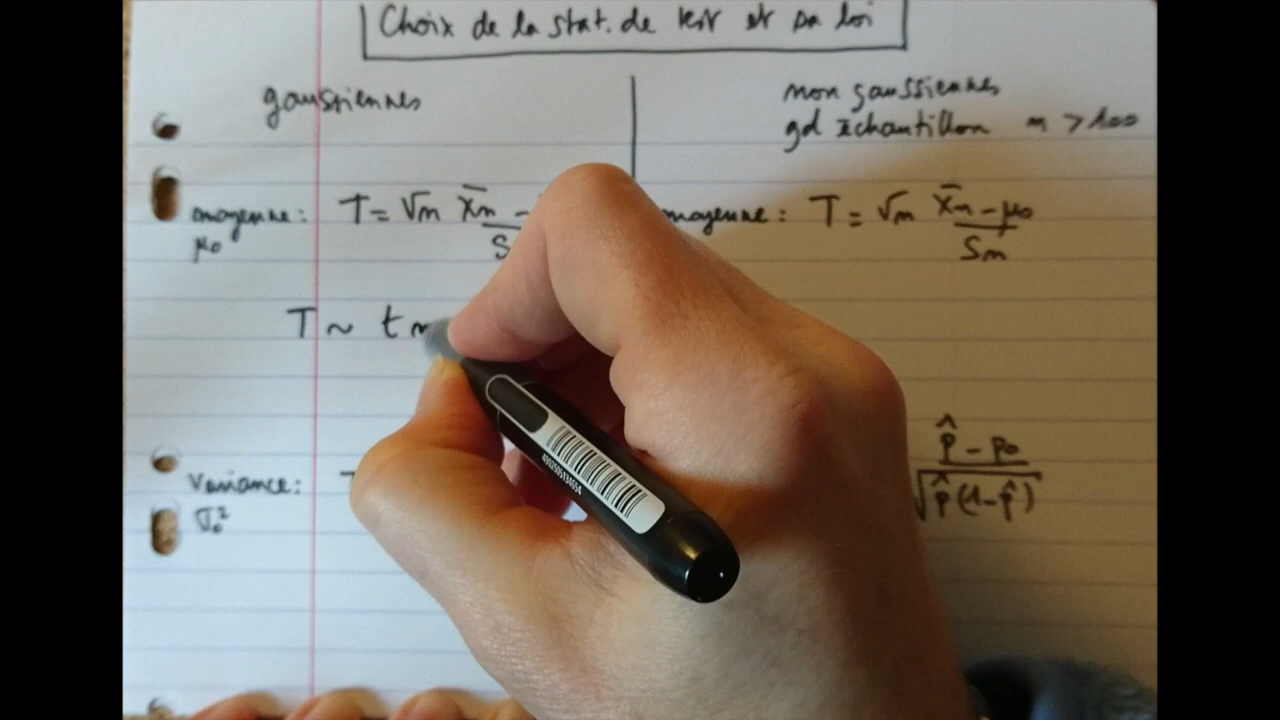 Choix de la stat. de test et sa loi
gaussiennes
non gaussiennes
gd échantillon n > 100
moyenne: T = √n X̄n -
S
μ0
moyenne: T = √n X̄n - μ0
Sn
T ~ t n
variance:
σ0²
p̂ - p0
√p̂(1-p̂)
4902505134654